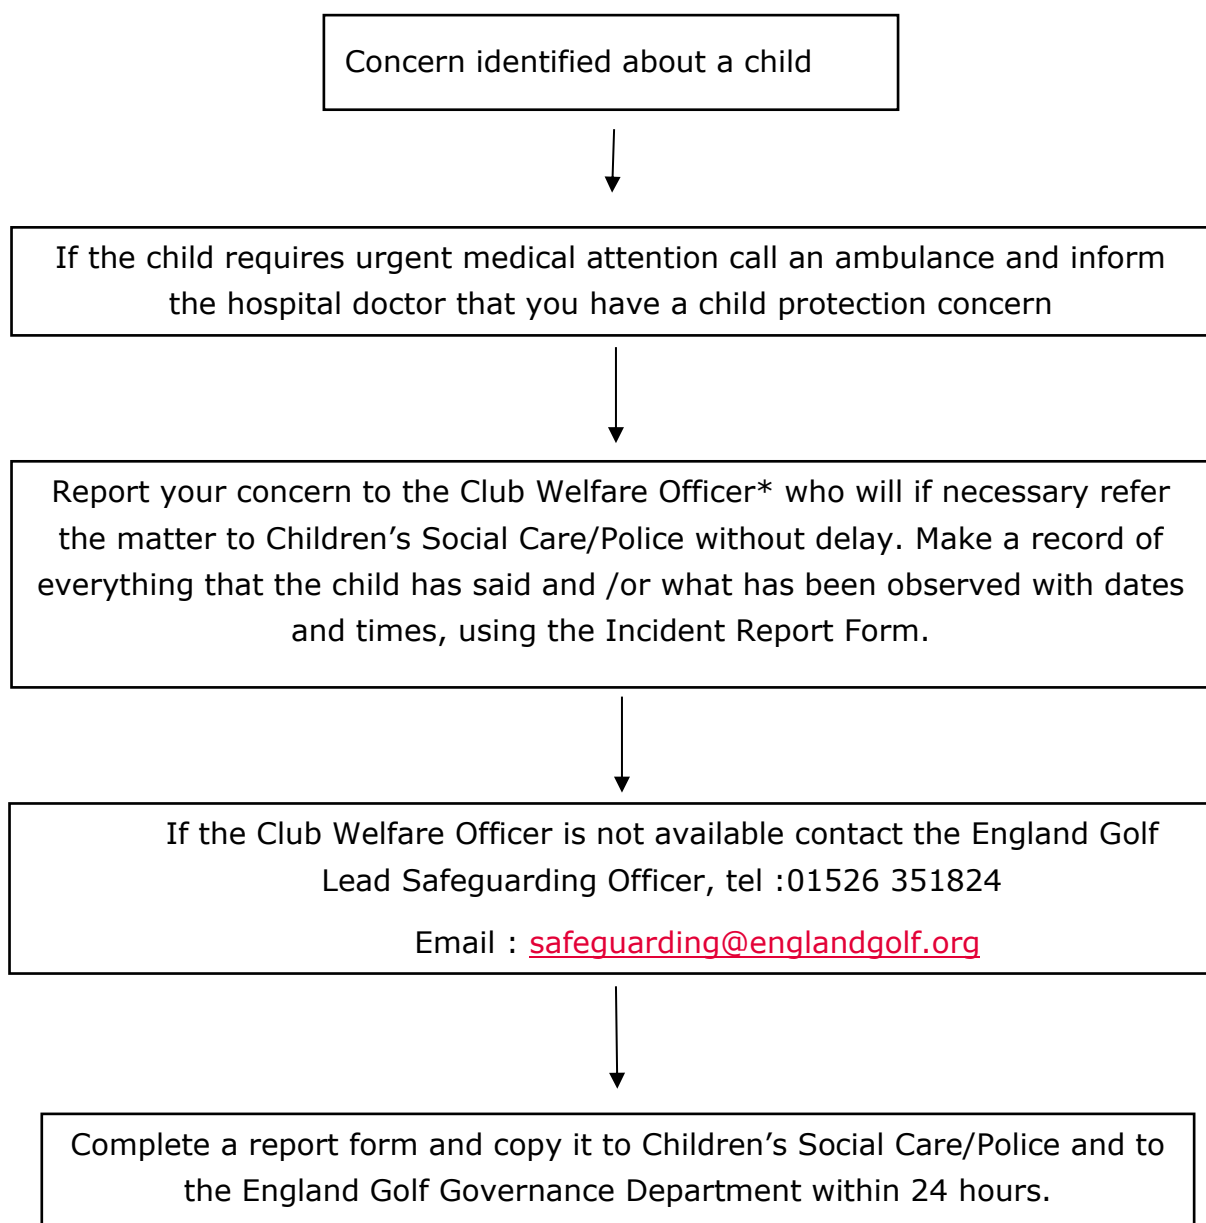 Concern identified about a child
If the child requires urgent medical attention call an ambulance and inform
the hospital doctor that you have a child protection concern
Report your concern to the Club Welfare Officer* who will if necessary refer
the matter to Children’s Social Care/Police without delay. Make a record of
everything that the child has said and /or what has been observed with dates
and times, using the Incident Report Form.
If the Club Welfare Officer is not available contact the England Golf
Lead Safeguarding Officer, tel :01526 351824
Email : safeguarding@englandgolf.org
Complete a report form and copy it to Children’s Social Care/Police and to
the England Golf Governance Department within 24 hours.